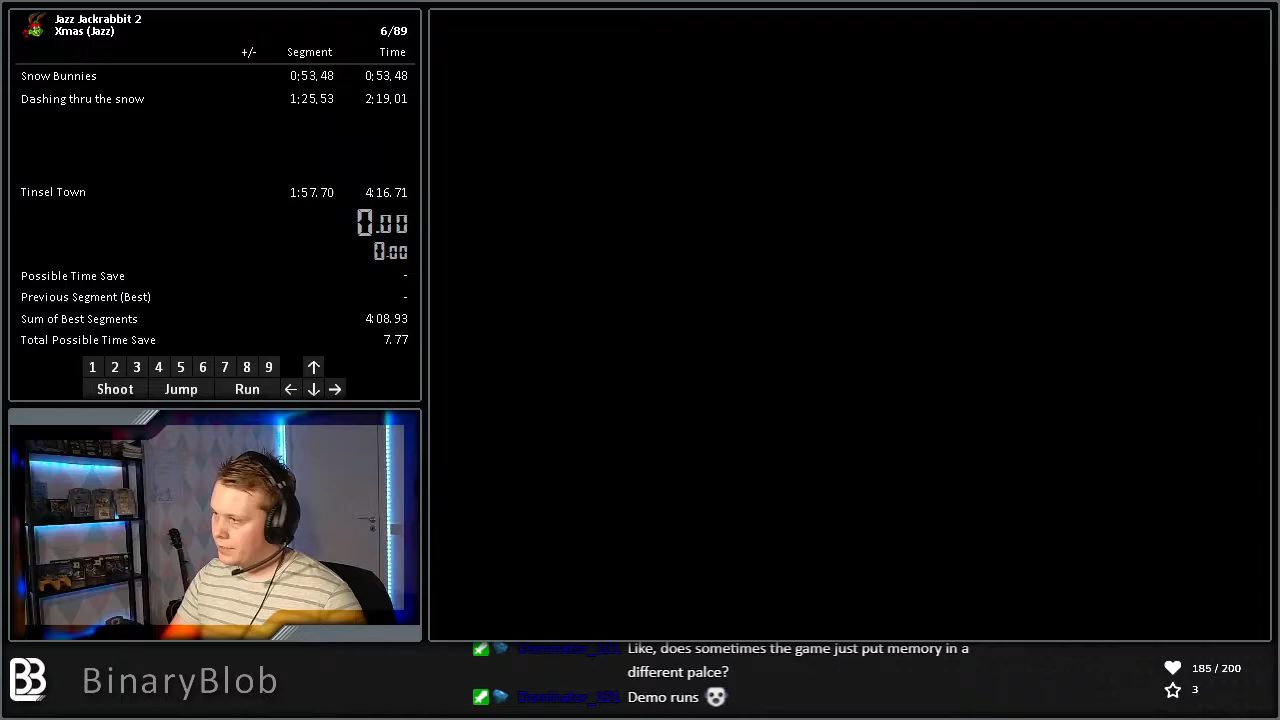 Jazz Jackrabbit 2
Xmas (Jazz)
6/89
+/- Segment Time
Snow Bunnies 0:53.48 0:53.48
Dashing thru the snow 1:25.53 2:19.01
Tinsel Town 1:57.70 4:16.71
0.00
0.00
Possible Time Save -
Previous Segment (Best) -
Sum of Best Segments 4:08.93
Total Possible Time Save 7.77
1 2 3 4 5 6 7 8 9 ↑
Shoot Jump Run ← ↓ →
Dominator_101 Like, does sometimes the game just put memory in a
different palce?
Dominator_101 Demo runs
BB BinaryBlob
185 / 200
3